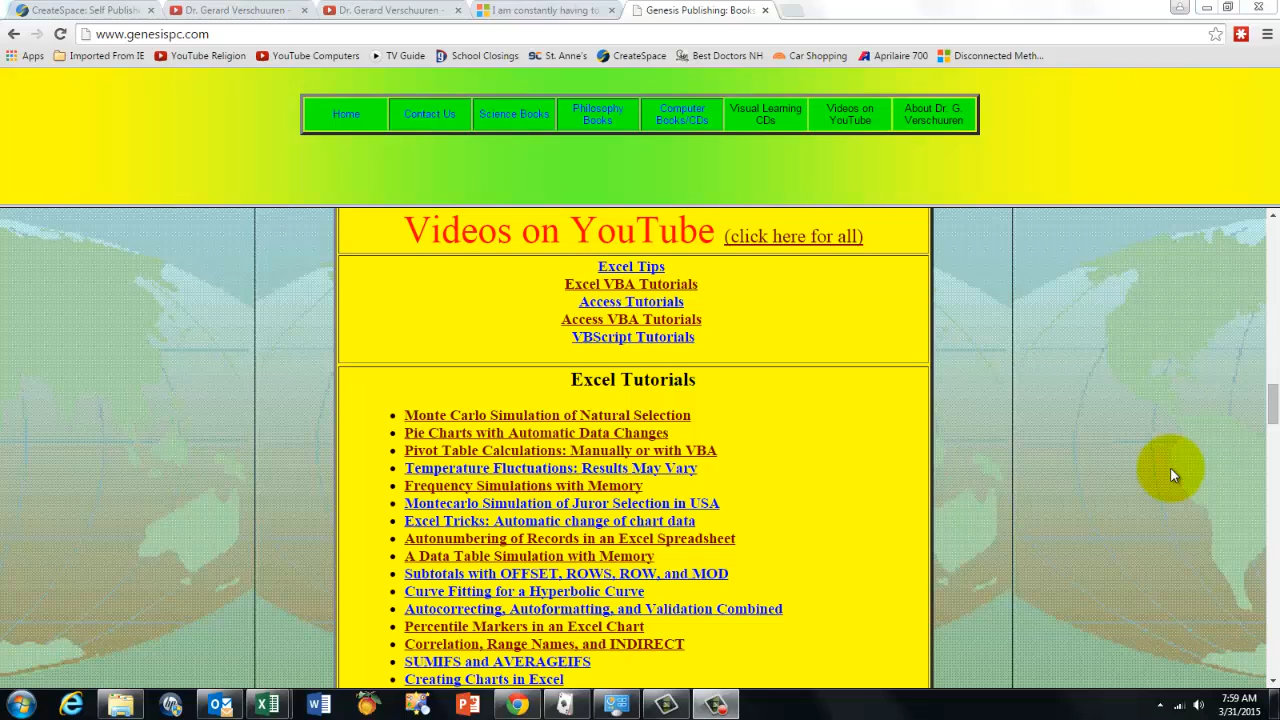 CreateSpace: Self Publishi
Dr. Gerard Verschuuren -
Dr. Gerard Verschuuren -
I am constantly having to
Genesis Publishing: Books
www.genesispc.com
Apps
Imported From IE
YouTube Religion
YouTube Computers
TV Guide
School Closings
St. Anne's
CreateSpace
Best Doctors NH
Car Shopping
Aprilaire 700
Disconnected Meth...
Home
Contact Us
Science Books
Philosophy
Books
Computer
Books/CDs
Visual Learning
CDs
Videos on
YouTube
About Dr. G.
Verschuuren
Videos on YouTube (click here for all)
Excel Tips
Excel VBA Tutorials
Access Tutorials
Access VBA Tutorials
VBScript Tutorials
Excel Tutorials
Monte Carlo Simulation of Natural Selection
Pie Charts with Automatic Data Changes
Pivot Table Calculations: Manually or with VBA
Temperature Fluctuations: Results May Vary
Frequency Simulations with Memory
Montecarlo Simulation of Juror Selection in USA
Excel Tricks: Automatic change of chart data
Autonumbering of Records in an Excel Spreadsheet
A Data Table Simulation with Memory
Subtotals with OFFSET, ROWS, ROW, and MOD
Curve Fitting for a Hyperbolic Curve
Autocorrecting, Autoformatting, and Validation Combined
Percentile Markers in an Excel Chart
Correlation, Range Names, and INDIRECT
SUMIFS and AVERAGEIFS
Creating Charts in Excel
7:59 AM
3/31/2015